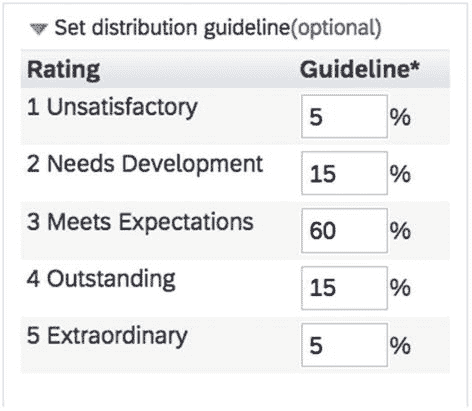 Set distribution guideline(optional)
Rating Guideline*
1 Unsatisfactory 5 %
2 Needs Development 15 %
3 Meets Expectations 60 %
4 Outstanding 15 %
5 Extraordinary 5 %